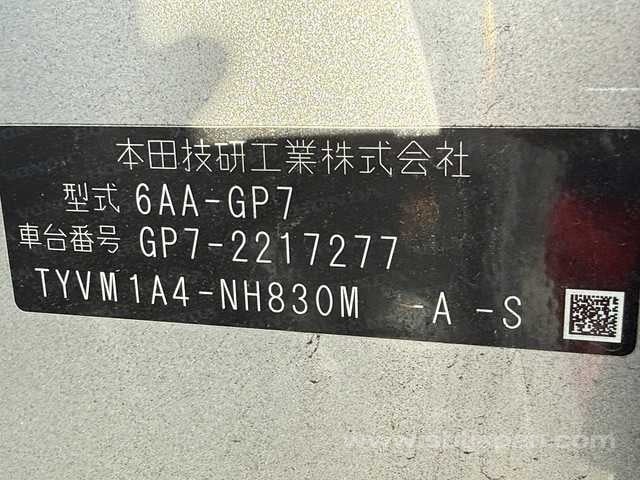 本田技研工業株式会社
型式 6AA-GP7
車台番号 GP7-2217277
TYVM1A4-NH830M -A -S